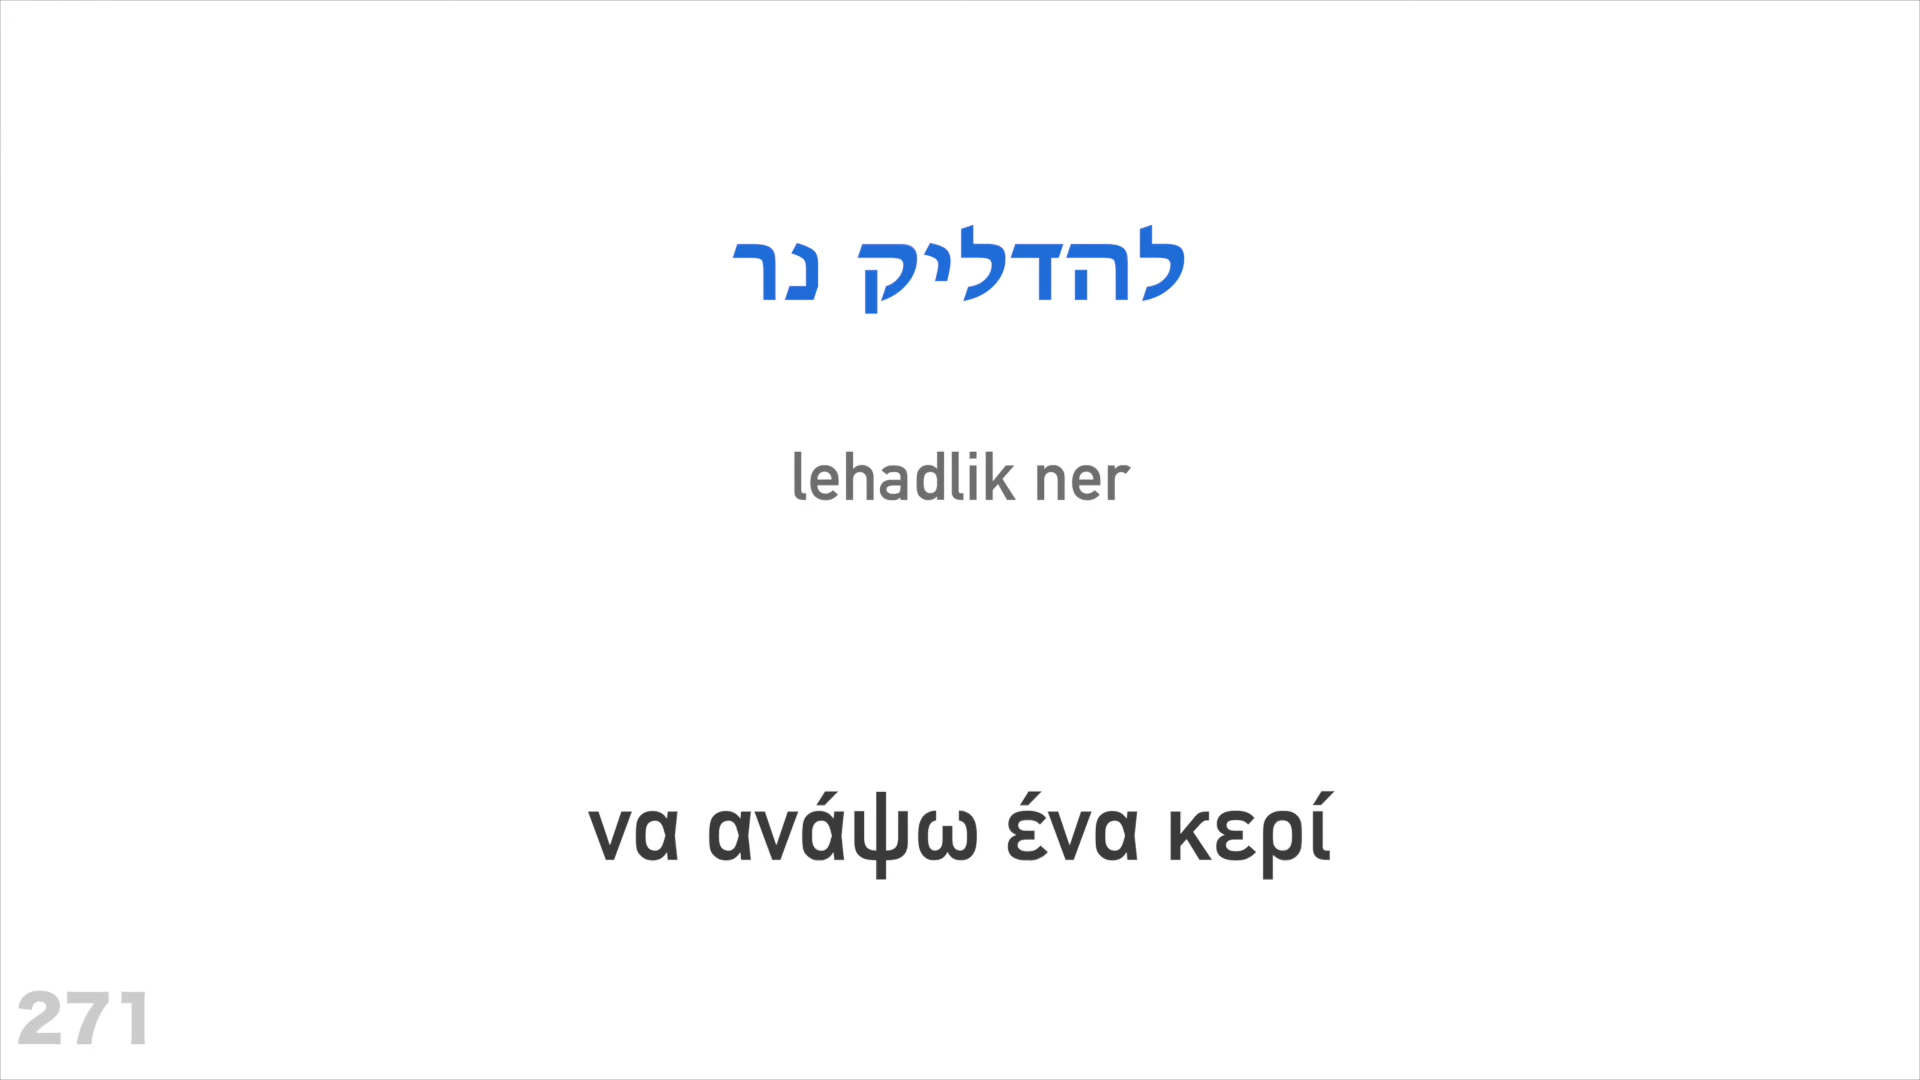 להדליק נר
lehadlik ner
να ανάψω ένα κερί
271